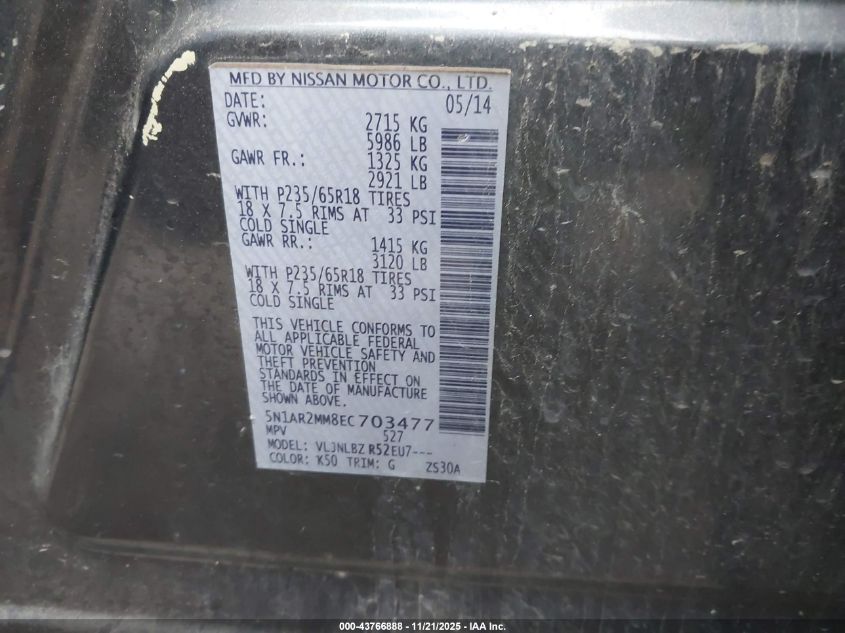 MFD BY NISSAN MOTOR CO., LTD.
DATE: 05/14
GVWR: 2715 KG
5986 LB
GAWR FR.: 1325 KG
2921 LB
WITH P235/65R18 TIRES
18 X 7.5 RIMS AT 33 PSI
COLD SINGLE
GAWR RR.: 1415 KG
3120 LB
WITH P235/65R18 TIRES
18 X 7.5 RIMS AT 33 PSI
COLD SINGLE
THIS VEHICLE CONFORMS TO
ALL APPLICABLE FEDERAL
MOTOR VEHICLE SAFETY AND
THEFT PREVENTION
STANDARDS IN EFFECT ON
THE DATE OF MANUFACTURE
SHOWN ABOVE.
5N1AR2MM8EC703477
MPV 527
MODEL: VLJNLBZ R52EU7---
COLOR: K50 TRIM: G ZS30A
000-43766888 - 11/21/2025 - IAA Inc.